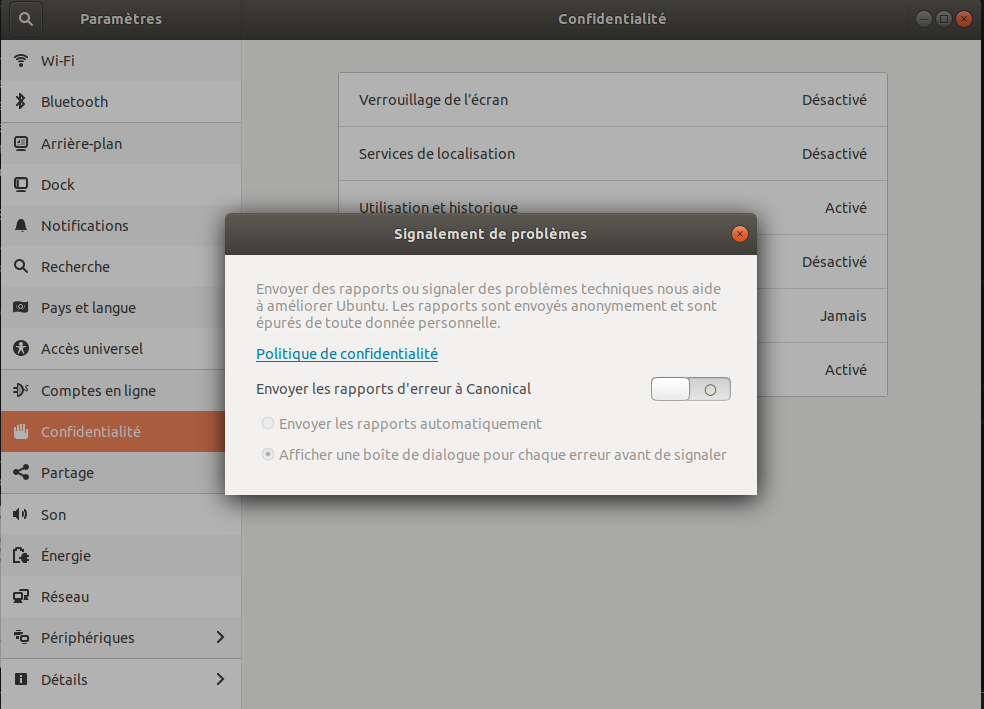 Paramètres
Confidentialité
Wi-Fi
Bluetooth
Arrière-plan
Dock
Notifications
Recherche
Pays et langue
Accès universel
Comptes en ligne
Confidentialité
Partage
Son
Énergie
Réseau
Périphériques
Détails
Verrouillage de l'écran Désactivé
Services de localisation Désactivé
Utilisation et historique Activé
Désactivé
Jamais
Activé
Signalement de problèmes
Envoyer des rapports ou signaler des problèmes techniques nous aide
à améliorer Ubuntu. Les rapports sont envoyés anonymement et sont
épurés de toute donnée personnelle.
Politique de confidentialité
Envoyer les rapports d'erreur à Canonical
Envoyer les rapports automatiquement
Afficher une boîte de dialogue pour chaque erreur avant de signaler